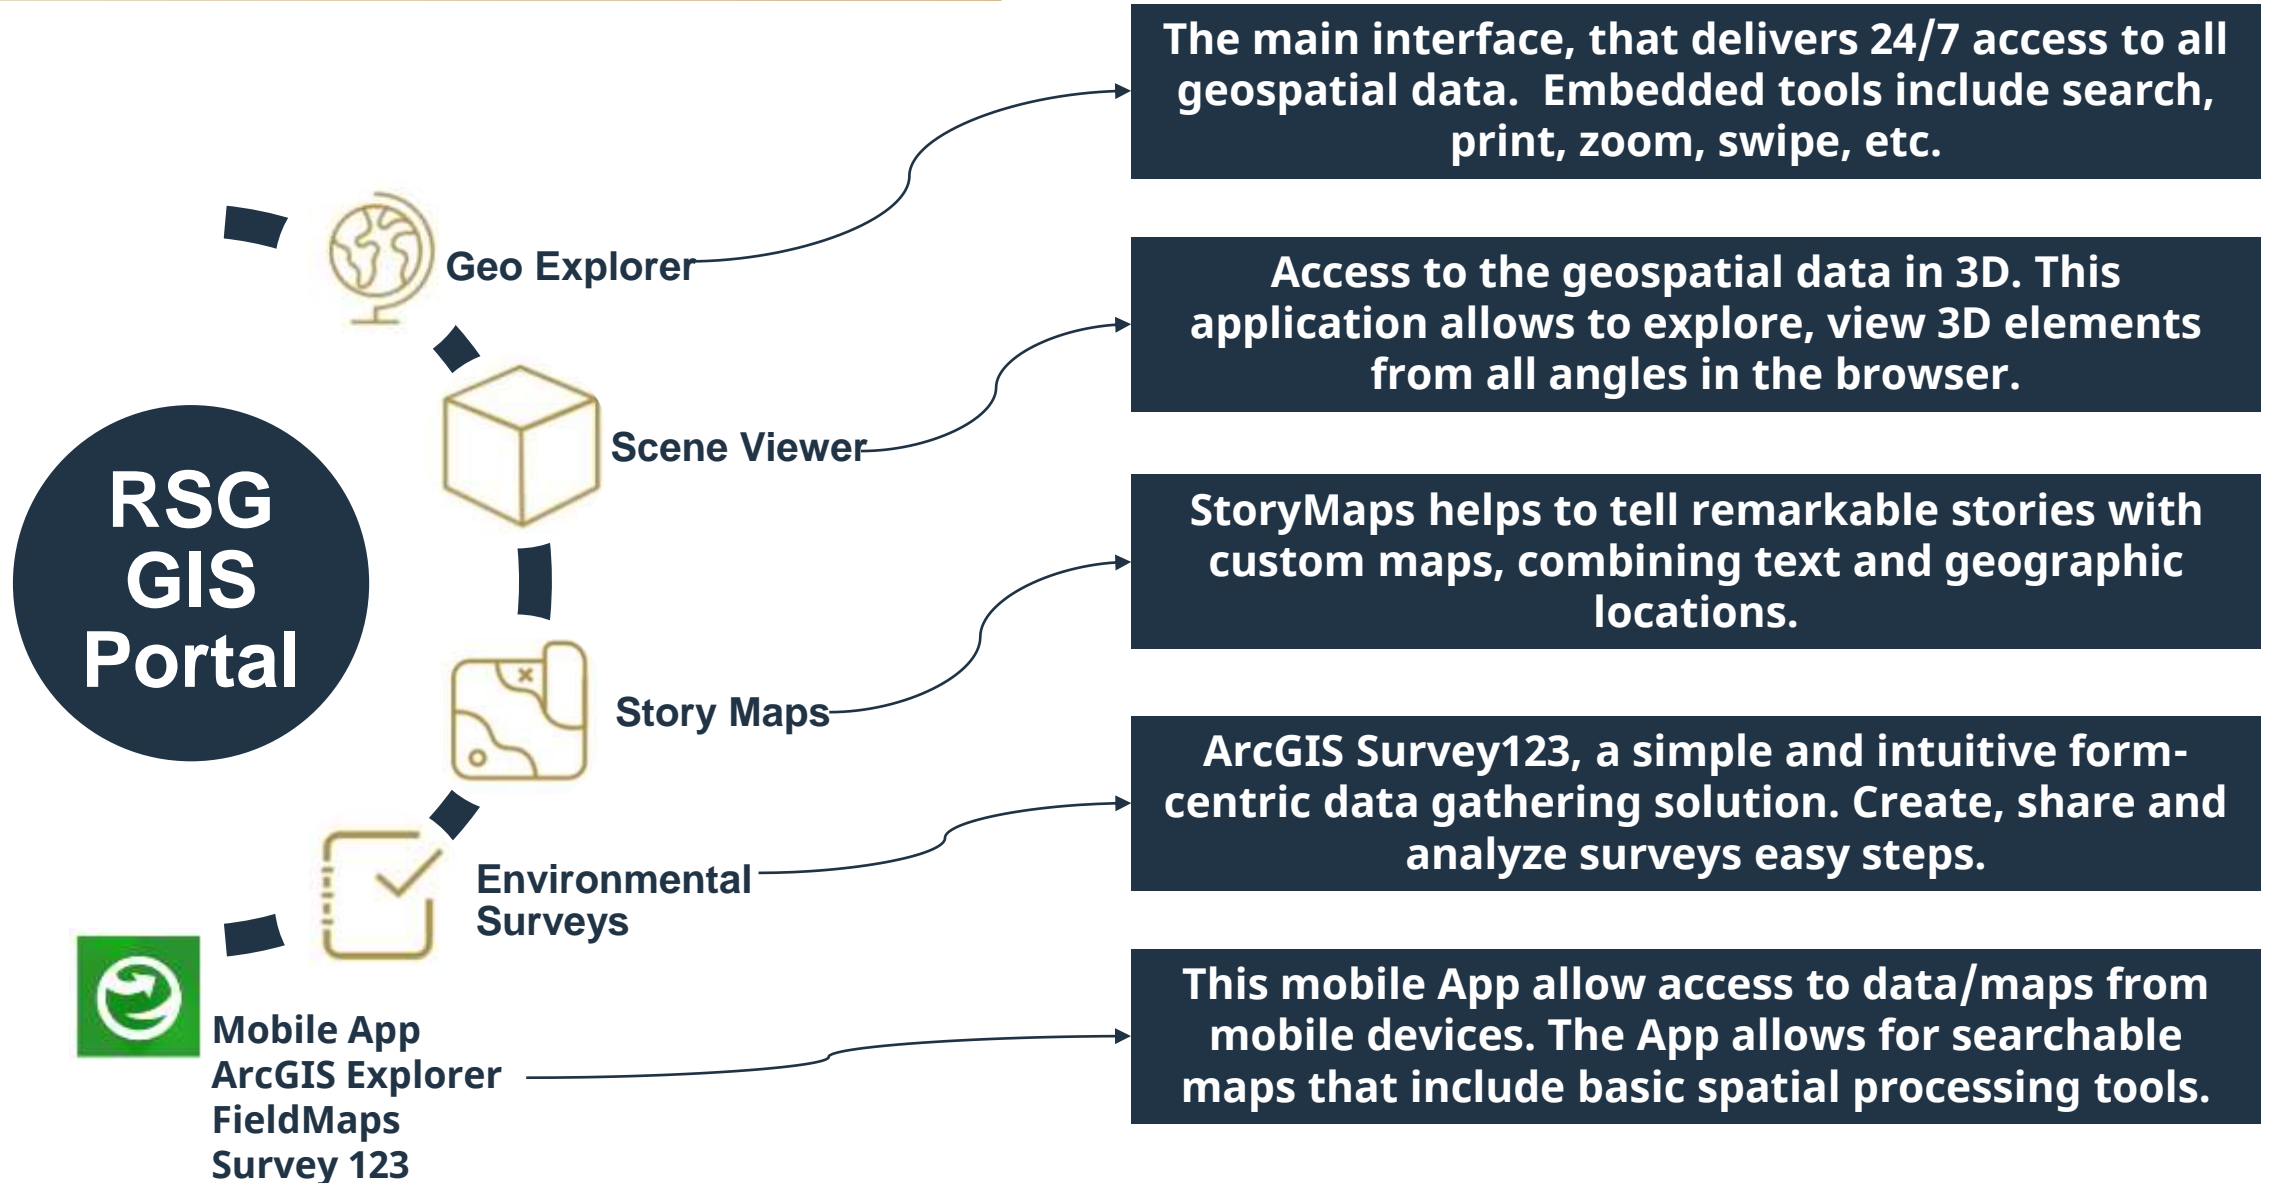 RSG
GIS
Portal
Geo Explorer
The main interface, that delivers 24/7 access to all
geospatial data.  Embedded tools include search,
print, zoom, swipe, etc.
Scene Viewer
Access to the geospatial data in 3D. This
application allows to explore, view 3D elements
from all angles in the browser.
Story Maps
StoryMaps helps to tell remarkable stories with
custom maps, combining text and geographic
locations.
Environmental
Surveys
ArcGIS Survey123, a simple and intuitive form-
centric data gathering solution. Create, share and
analyze surveys easy steps.
Mobile App
ArcGIS Explorer
FieldMaps
Survey 123
This mobile App allow access to data/maps from
mobile devices. The App allows for searchable
maps that include basic spatial processing tools.